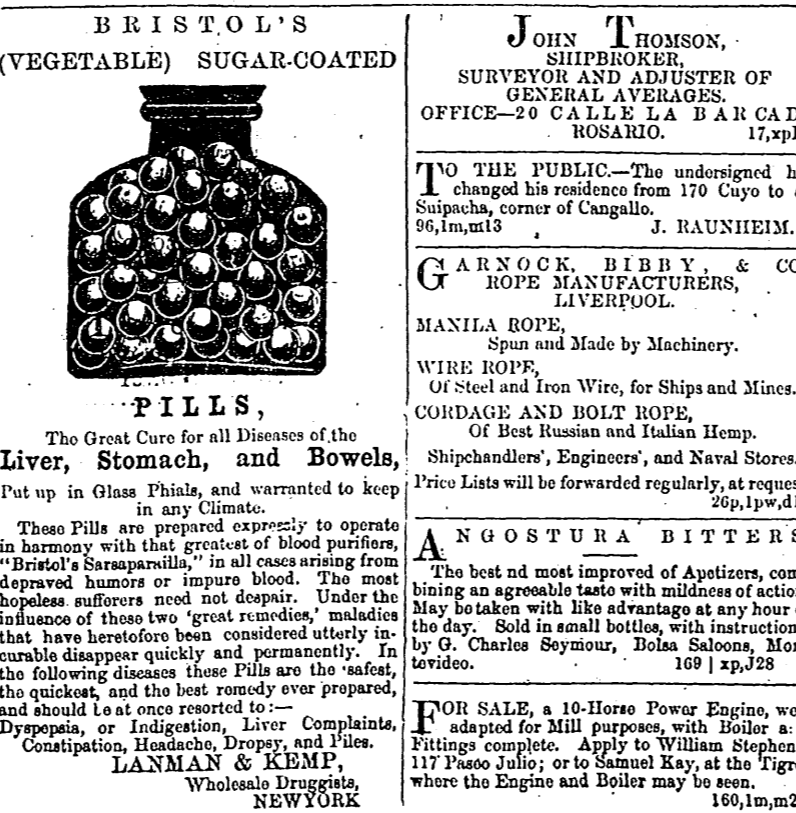 BRISTOL'S
(VEGETABLE) SUGAR-COATED
PILLS,
The Great Cure for all Diseases of the
Liver, Stomach, and Bowels,
Put up in Glass Phials, and warranted to keep
in any Climate.
These Pills are prepared expressly to operate
in harmony with that greatest of blood purifiers,
"Bristol's Sarsaparilla," in all cases arising from
depraved humors or impure blood. The most
hopeless sufferers need not despair. Under the
influence of these two 'great remedies,' maladies
that have heretofore been considered utterly in-
curable disappear quickly and permanently. In
the following diseases these Pills are the safest,
the quickest, and the best remedy ever prepared,
and should be at once resorted to :—
Dyspepsia, or Indigestion, Liver Complaints,
Constipation, Headache, Dropsy, and Piles.
LANMAN & KEMP,
Wholesale Druggists,
NEWYORK
JOHN THOMSON,
SHIPBROKER,
SURVEYOR AND ADJUSTER OF
GENERAL AVERAGES.
OFFICE—20 CALLE LA BARCAD
ROSARIO. 17,xp
TO THE PUBLIC.—The undersigned h
changed his residence from 170 Cuyo to
Suipacha, corner of Cangallo.
96,1m,m13 J. RAUNHEIM.
GARNOCK, BIBBY, & CO
ROPE MANUFACTURERS,
LIVERPOOL.
MANILA ROPE,
Spun and Made by Machinery.
WIRE ROPE,
Of Steel and Iron Wire, for Ships and Mines.
CORDAGE AND BOLT ROPE,
Of Best Russian and Italian Hemp.
Shipchandlers', Engineers', and Naval Stores.
Price Lists will be forwarded regularly, at reques
26p,1pw,d
ANGOSTURA BITTERS
The best nd most improved of Apetizers, com
bining an agreeable taste with mildness of action
May be taken with like advantage at any hour
the day. Sold in small bottles, with instruction
by G. Charles Seymour, Bolsa Saloons, Mon
tevideo. 169 | xp,J28
FOR SALE, a 10-Horse Power Engine, we
adapted for Mill purposes, with Boiler a
Fittings complete. Apply to William Stephen
117 Paseo Julio; or to Samuel Kay, at the Tigr
where the Engine and Boiler may be seen.
160,1m,m2